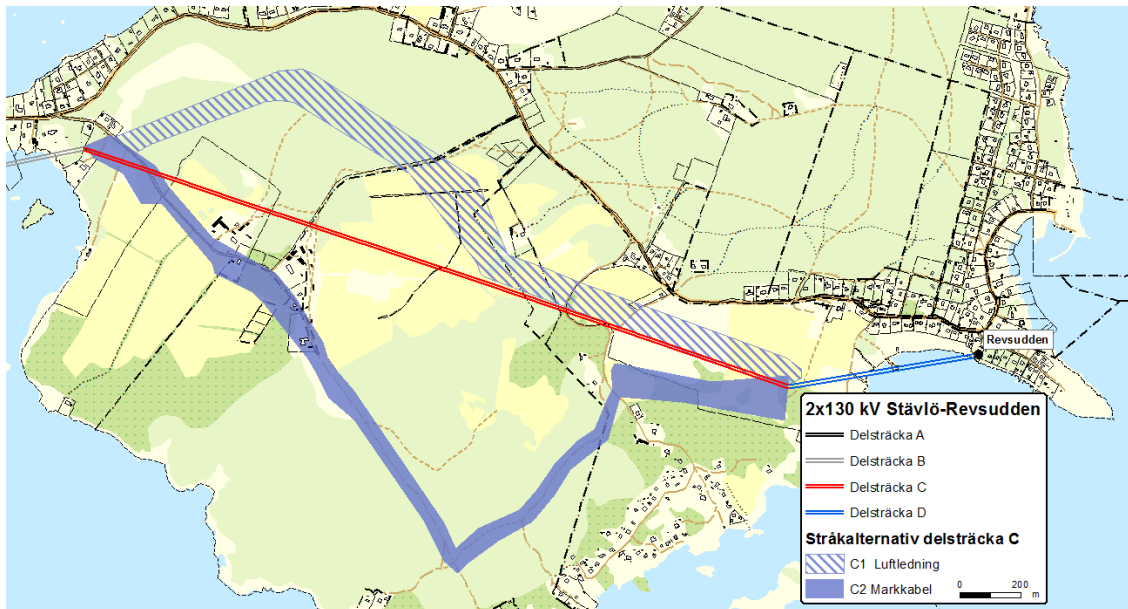 Revsudden
2x130 kV Stävlö-Revsudden
Delsträcka A
Delsträcka B
Delsträcka C
Delsträcka D
Stråkalternativ delsträcka C
C1 Luftledning
C2 Markkabel
0 200
m